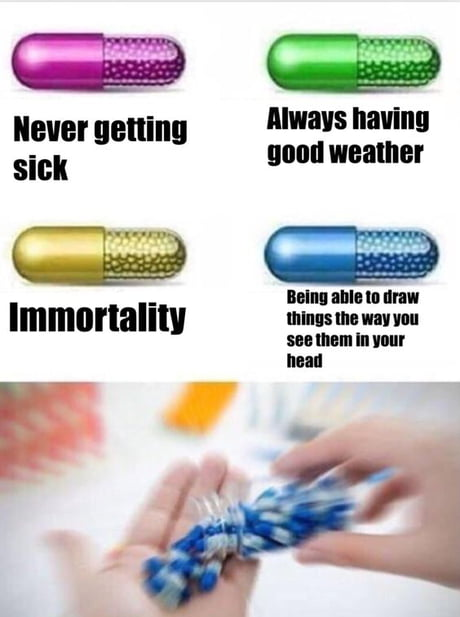 Never getting
sick
Always having
good weather
Immortality
Being able to draw
things the way you
see them in your
head